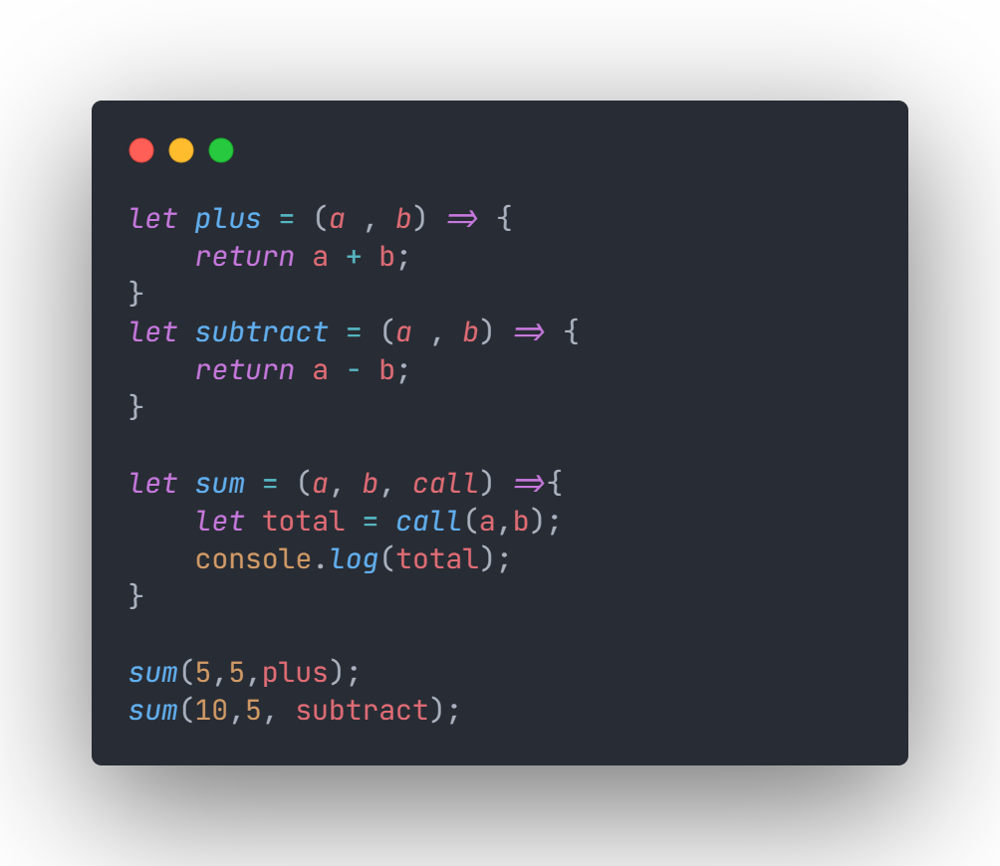 let plus = (a , b) => {
    return a + b;
}
let subtract = (a , b) => {
    return a - b;
}

let sum = (a, b, call) =>{
    let total = call(a,b);
    console.log(total);
}

sum(5,5,plus);
sum(10,5, subtract);